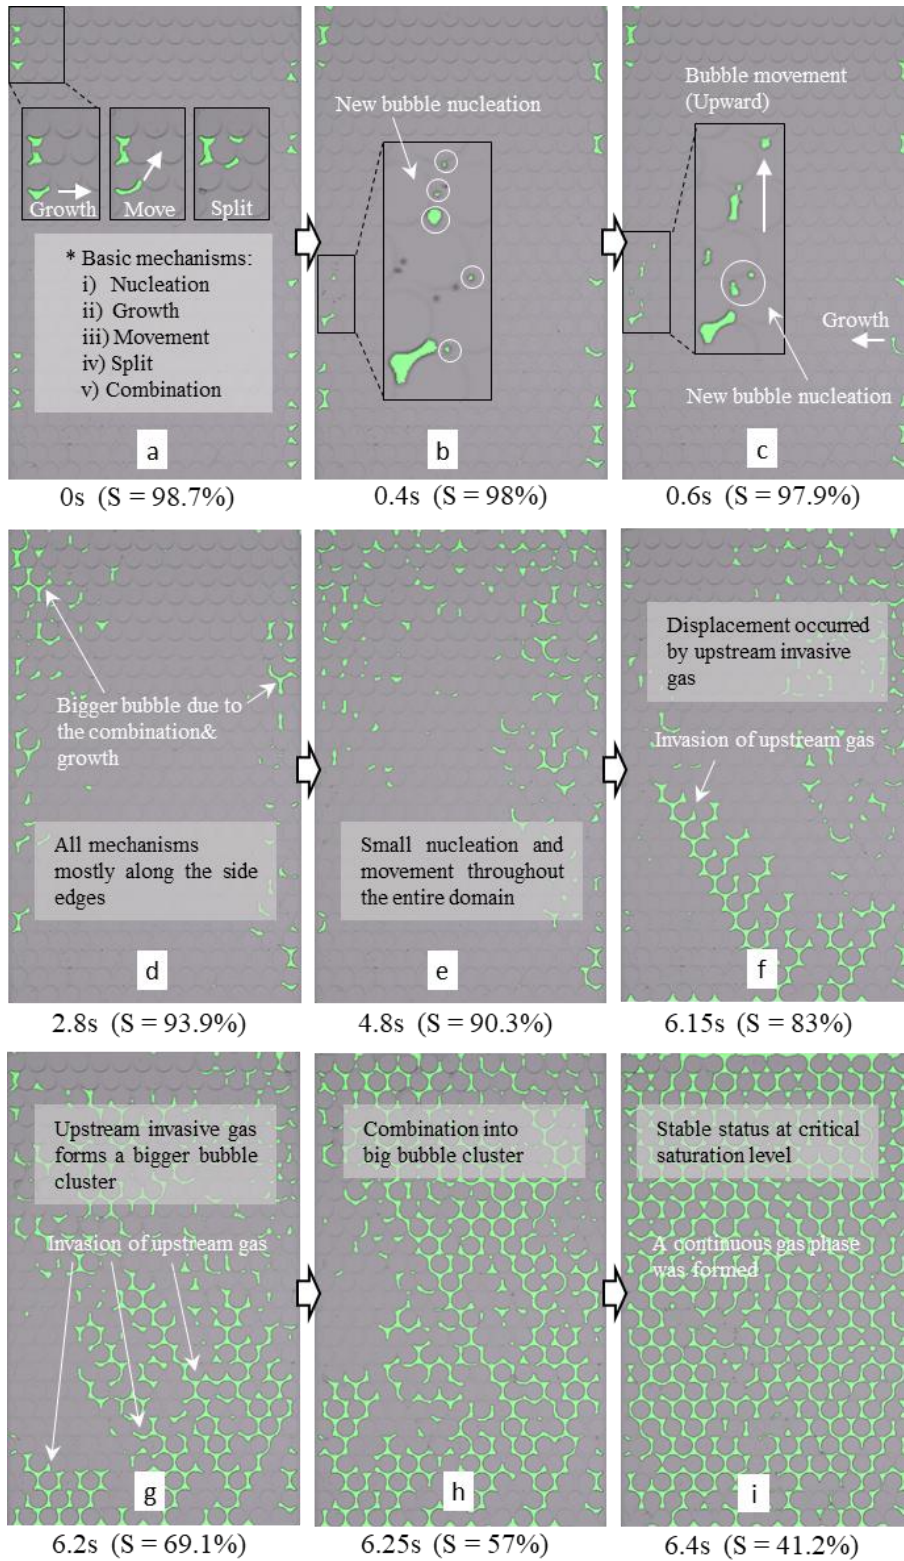 Growth
Move
Split
* Basic mechanisms:
i) Nucleation
ii) Growth
iii) Movement
iv) Split
v) Combination
a
0s (S = 98.7%)
New bubble nucleation
b
0.4s (S = 98%)
Bubble movement
(Upward)
Growth
New bubble nucleation
c
0.6s (S = 97.9%)
Bigger bubble due to
the combination&
growth
All mechanisms
mostly along the side
edges
d
2.8s (S = 93.9%)
Small nucleation and
movement throughout
the entire domain
e
4.8s (S = 90.3%)
Displacement occurred
by upstream invasive
gas
Invasion of upstream gas
f
6.15s (S = 83%)
Upstream invasive gas
forms a bigger bubble
cluster
Invasion of upstream gas
g
6.2s (S = 69.1%)
Combination into
big bubble cluster
h
6.25s (S = 57%)
Stable status at critical
saturation level
A continuous gas phase
was formed
i
6.4s (S = 41.2%)